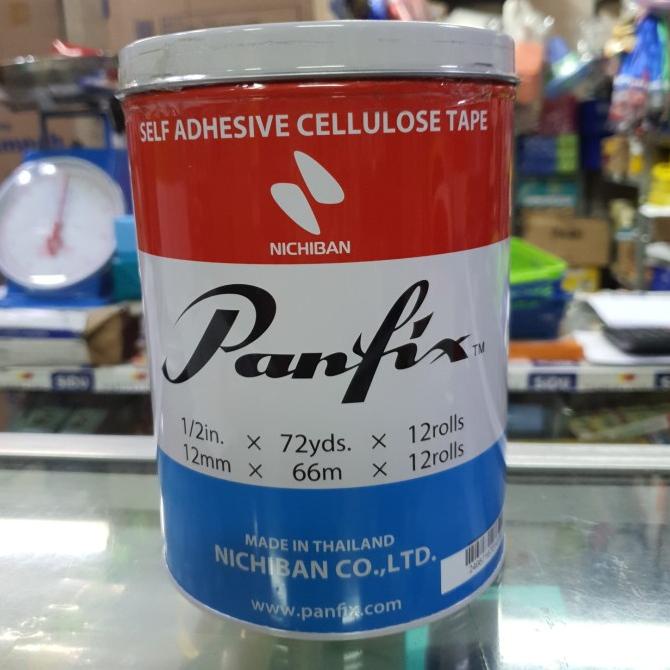 SELF ADHESIVE CELLULOSE TAPE
NICHIBAN
Panfix™
1/2in. × 72yds. × 12rolls
12mm × 66m × 12rolls
MADE IN THAILAND
NICHIBAN CO.,LTD.
www.panfix.com